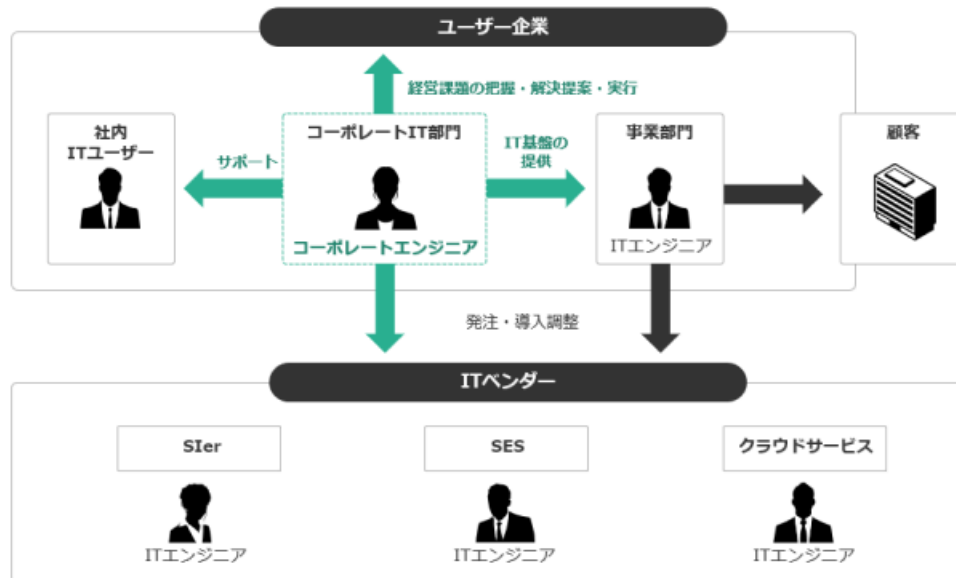 ユーザー企業
経営課題の把握・解決提案・実行
社内
ITユーザー
サポート
コーポレートIT部門
コーポレートエンジニア
IT基盤の
提供
事業部門
ITエンジニア
顧客
発注・導入調整
ITベンダー
SIer
SES
クラウドサービス
ITエンジニア
ITエンジニア
ITエンジニア